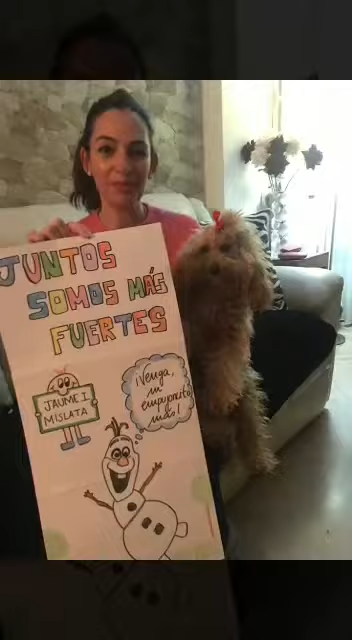 JUNTOS
SOMOS MÁS
FUERTES
JAUME I
MISLATA
¡Venga,
un
empujoncito
más!